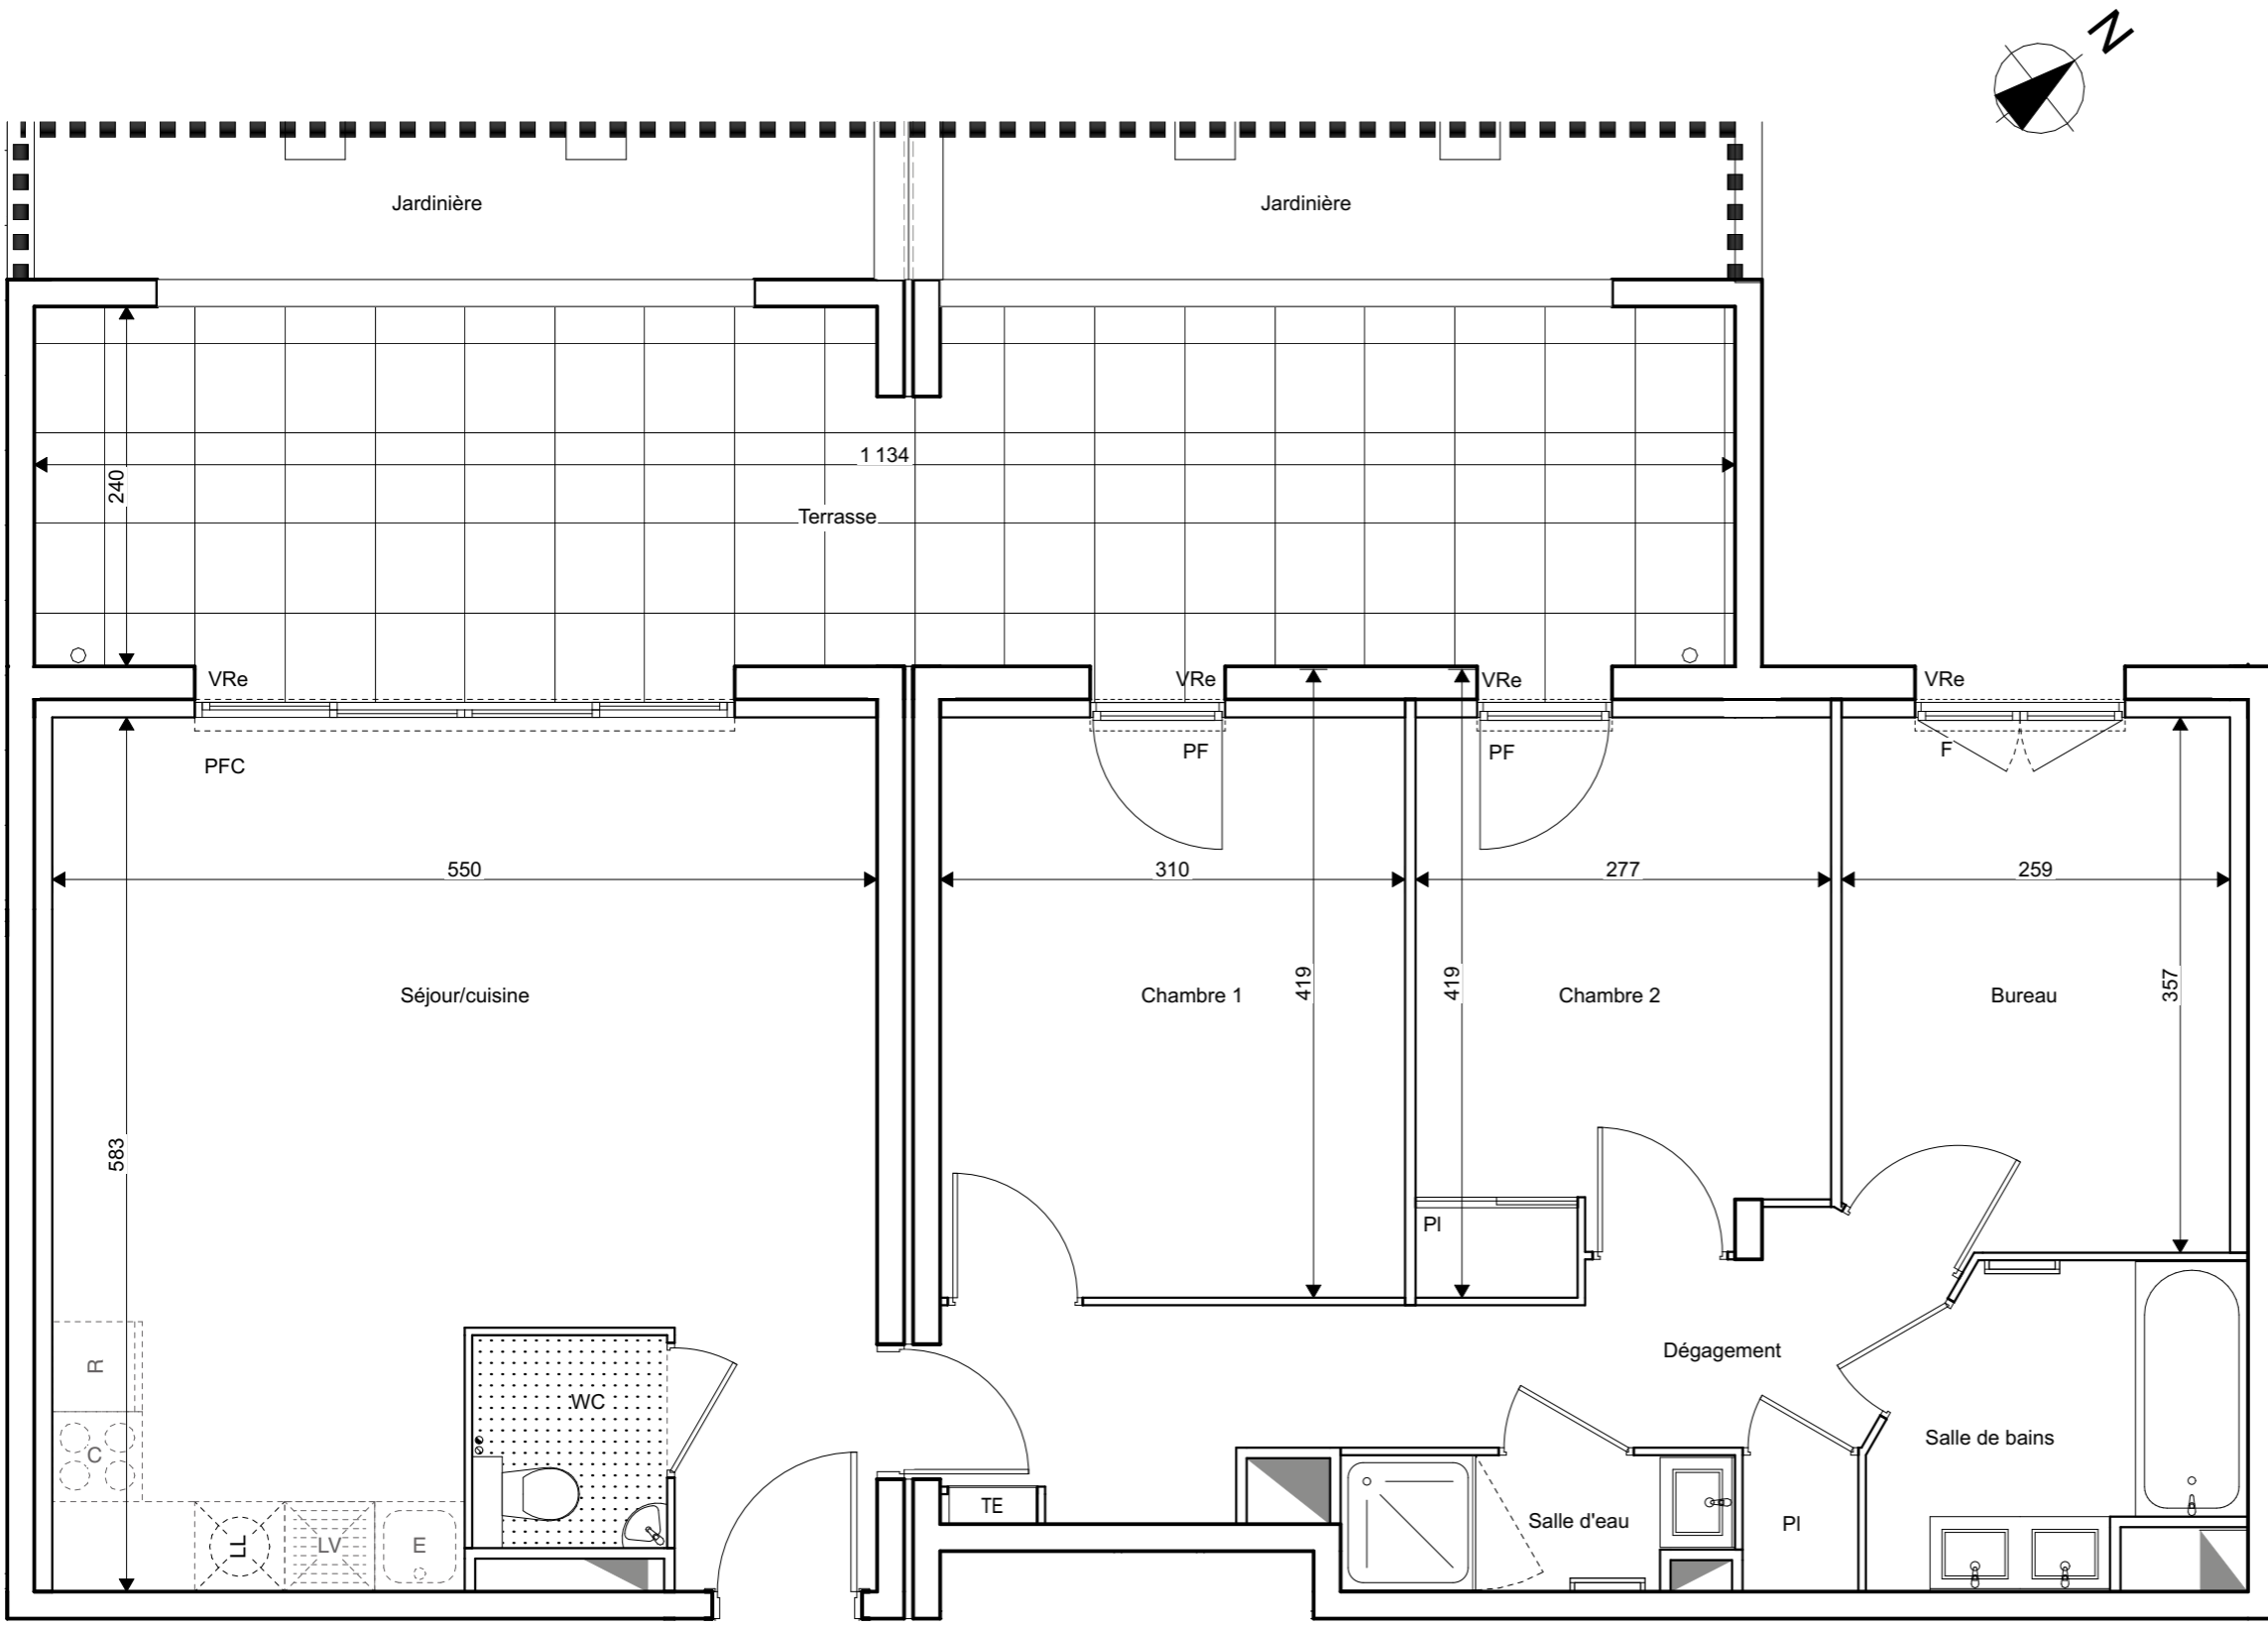 N
Jardinière
Jardinière
1 134
240
Terrasse
VRe
VRe
VRe
VRe
PFC
PF
PF
F
550
310
277
259
Séjour/cuisine
Chambre 1
419
419
Chambre 2
Bureau
357
583
PI
R
WC
Dégagement
C
Salle de bains
TE
LL
LV
E
Salle d'eau
PI